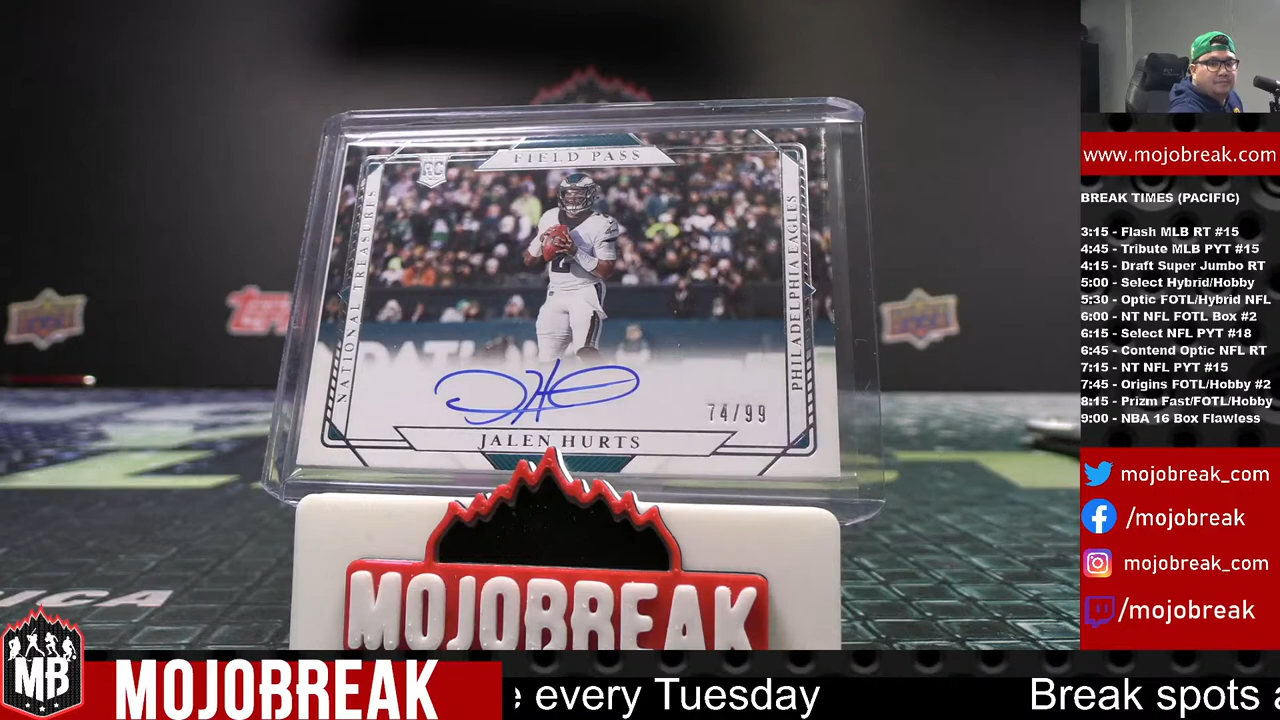 FIELD PASS
RC
NATIONAL TREASURES
PHILADELPHIA EAGLES
74/99
JALEN HURTS
MOJOBREAK
www.mojobreak.com
BREAK TIMES (PACIFIC)
3:15 - Flash MLB RT #15
4:45 - Tribute MLB PYT #15
4:15 - Draft Super Jumbo RT
5:00 - Select Hybrid/Hobby
5:30 - Optic FOTL/Hybrid NFL
6:00 - NT NFL FOTL Box #2
6:15 - Select NFL PYT #18
6:45 - Contend Optic NFL RT
7:15 - NT NFL PYT #15
7:45 - Origins FOTL/Hobby #2
8:15 - Prizm Fast/FOTL/Hobby
9:00 - NBA 16 Box Flawless
mojobreak_com
/mojobreak
mojobreak_com
/mojobreak
MB
MOJOBREAK
e every Tuesday
Break spots a